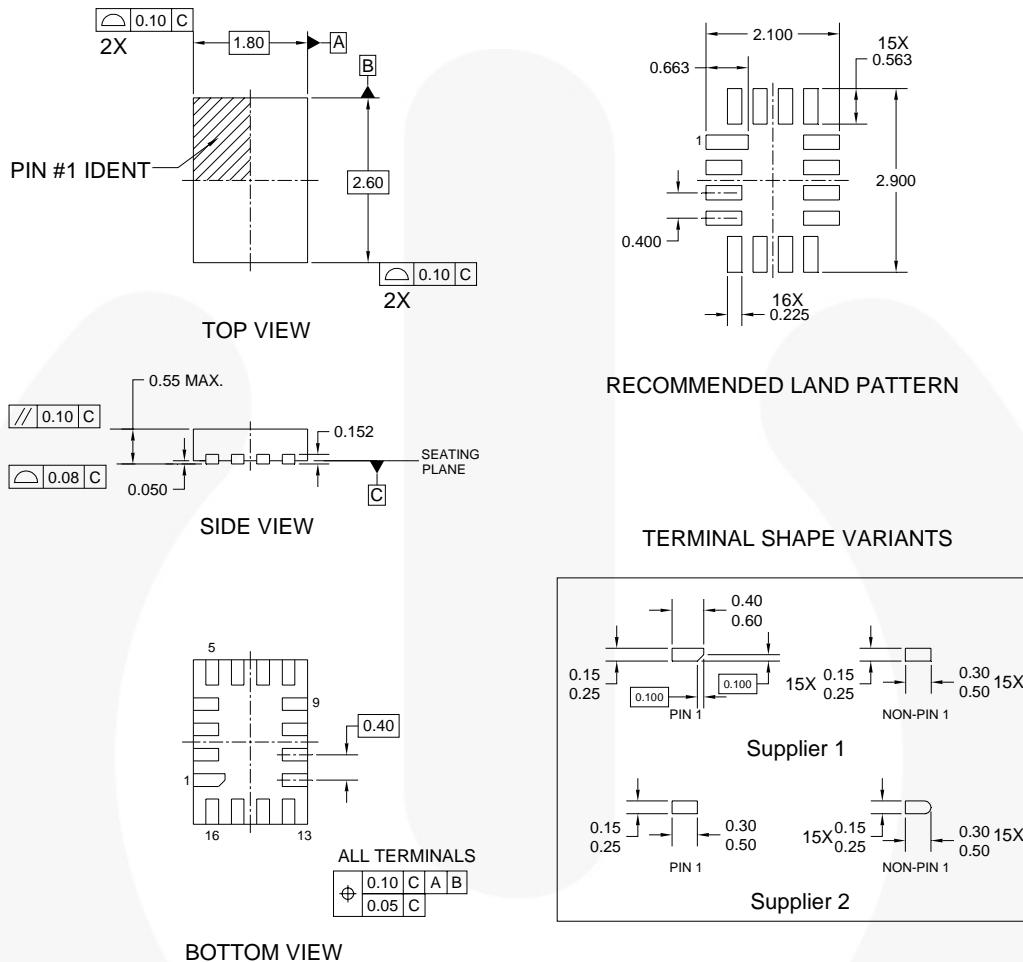 ⌓ 0.10 C
2X
1.80
A
B
PIN #1 IDENT
2.60
⌓ 0.10 C
2X
TOP VIEW
2.100
0.663
15X
0.563
1
2.900
0.400
16X
0.225
RECOMMENDED LAND PATTERN
0.55 MAX.
// 0.10 C
0.152
SEATING
PLANE
⌓ 0.08 C
0.050
C
SIDE VIEW
TERMINAL SHAPE VARIANTS
0.40
0.60
0.15
0.25
0.100
0.100
PIN 1
15X 0.15
0.25
0.30
0.50 15X
NON-PIN 1
Supplier 1
0.15
0.25
0.30
0.50
PIN 1
15X 0.15
0.25
0.30
0.50 15X
NON-PIN 1
Supplier 2
5
9
0.40
1
16
13
ALL TERMINALS
⌖ 0.10 C A B
0.05 C
BOTTOM VIEW